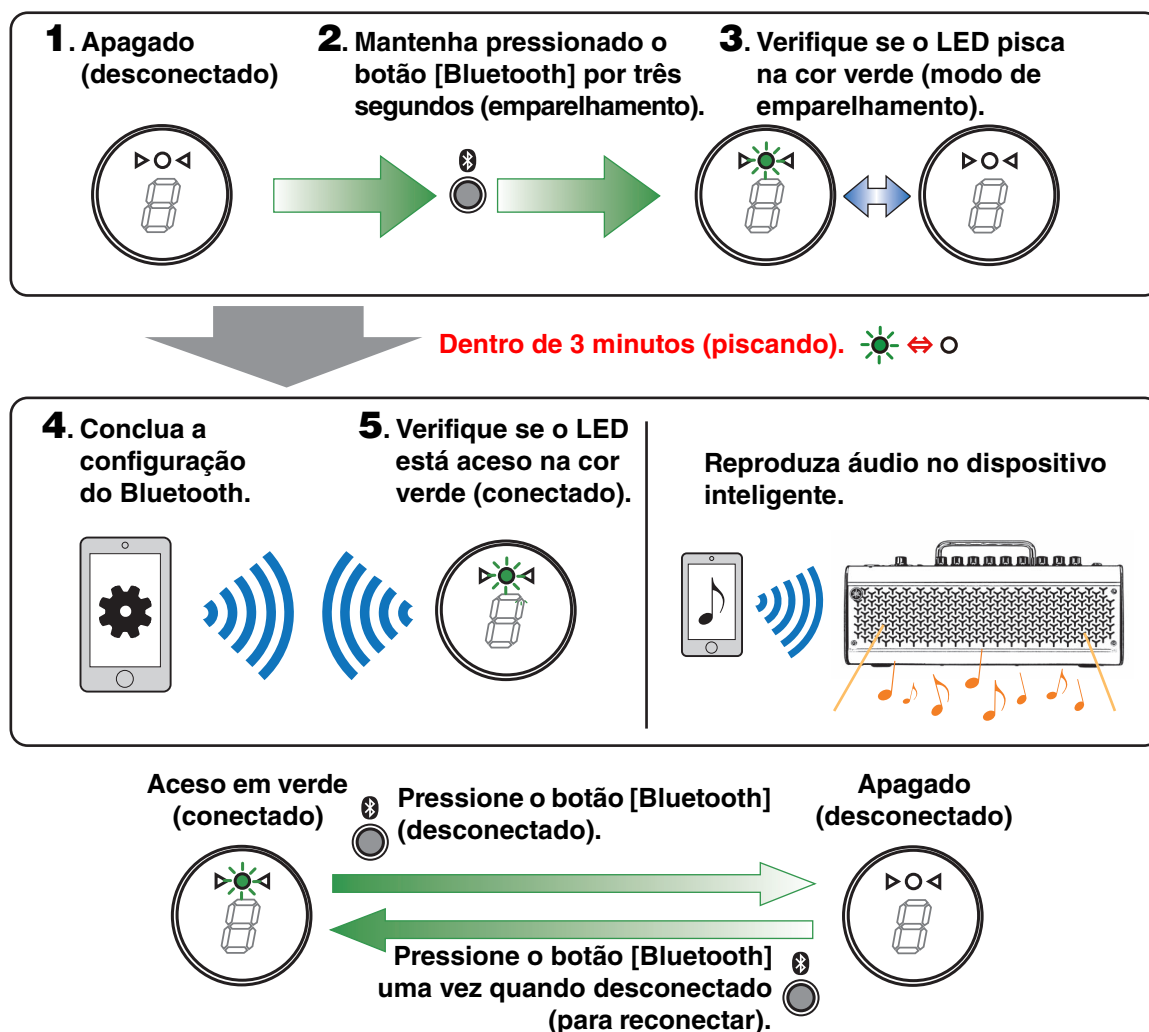 1. Apagado
(desconectado)
2. Mantenha pressionado o
botão [Bluetooth] por três
segundos (emparelhamento).
3. Verifique se o LED pisca
na cor verde (modo de
emparelhamento).
Dentro de 3 minutos (piscando).
4. Conclua a
configuração
do Bluetooth.
5. Verifique se o LED
está aceso na cor
verde (conectado).
Reproduza áudio no dispositivo
inteligente.
Aceso em verde
(conectado)
Pressione o botão [Bluetooth]
(desconectado).
Apagado
(desconectado)
Pressione o botão [Bluetooth]
uma vez quando desconectado
(para reconectar).